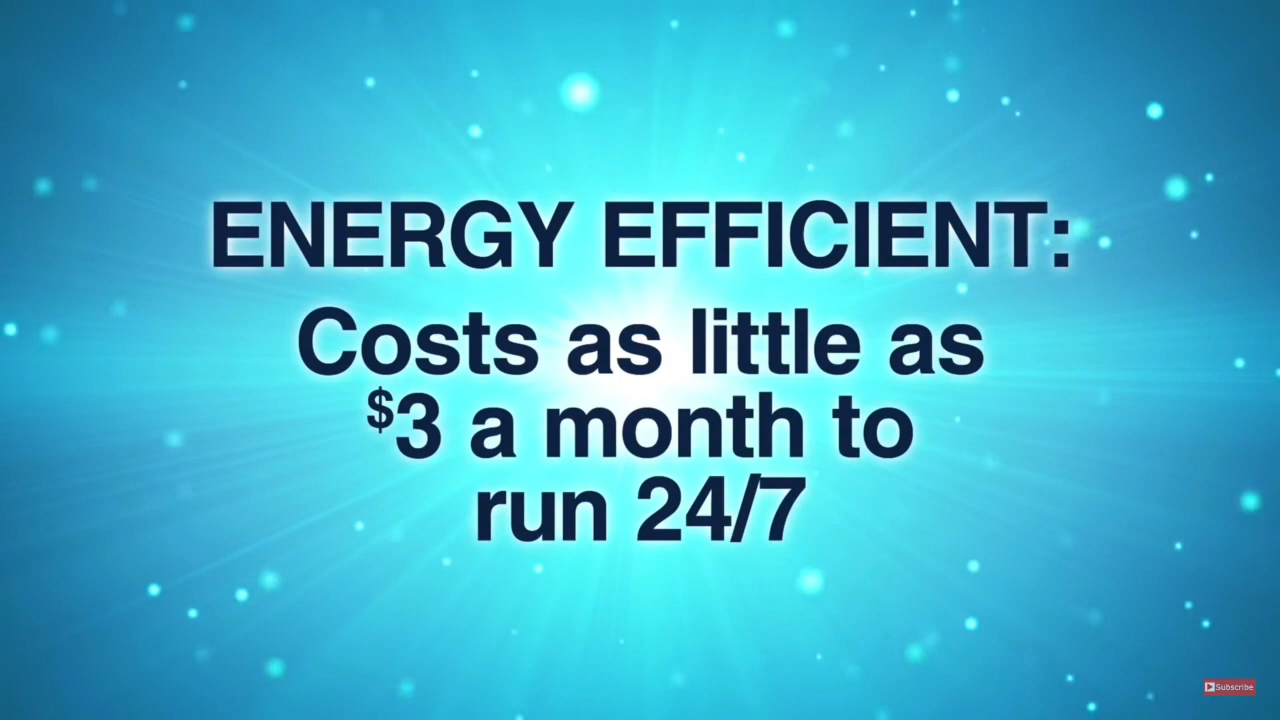 ENERGY EFFICIENT:
Costs as little as
$3 a month to
run 24/7
Subscribe